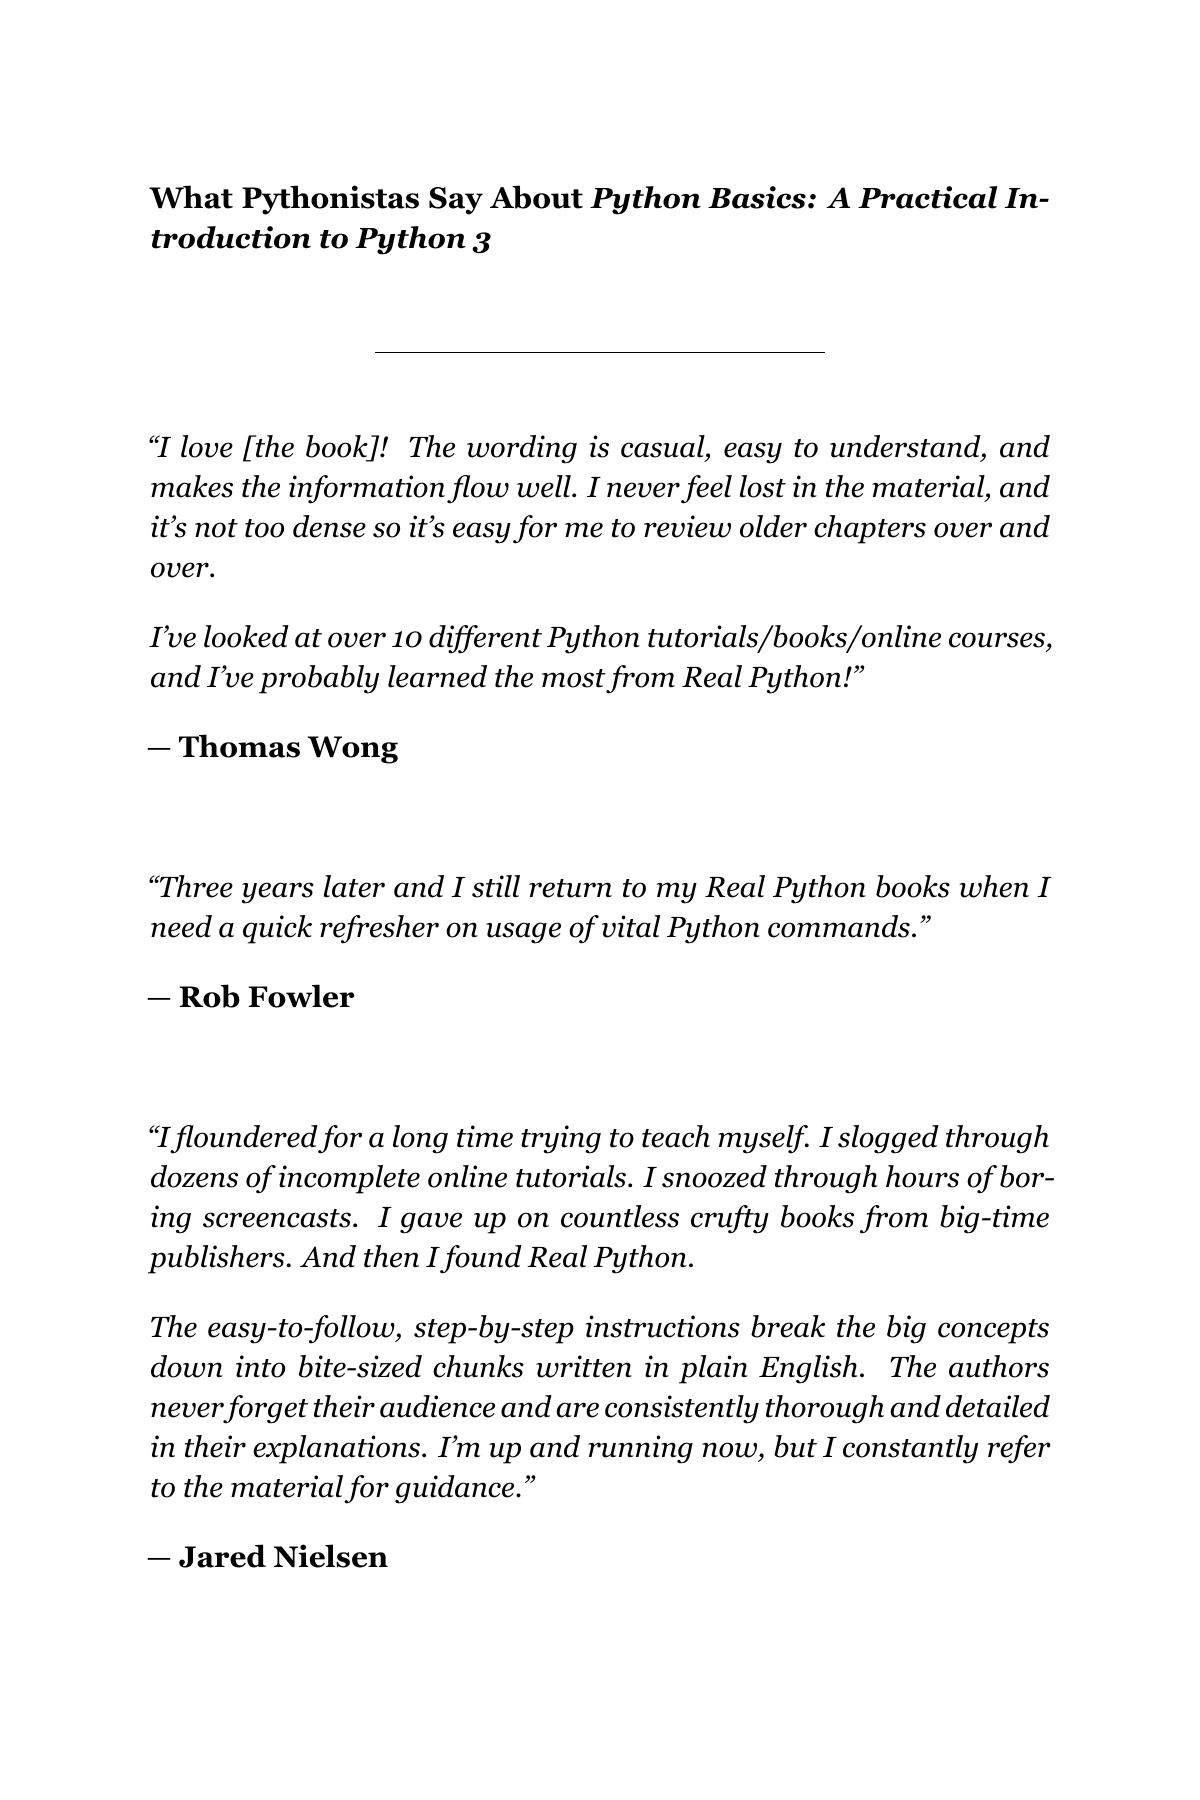 What Pythonistas Say About Python Basics: A Practical In-
troduction to Python 3
“I love [the book]! The wording is casual, easy to understand, and
makes the information flow well. I never feel lost in the material, and
it’s not too dense so it’s easy for me to review older chapters over and
over.
I’ve looked at over 10 different Python tutorials/books/online courses,
and I’ve probably learned the most from Real Python!”
— Thomas Wong
“Three years later and I still return to my Real Python books when I
need a quick refresher on usage of vital Python commands.”
— Rob Fowler
“I floundered for a long time trying to teach myself. I slogged through
dozens of incomplete online tutorials. I snoozed through hours of bor-
ing screencasts. I gave up on countless crufty books from big-time
publishers. And then I found Real Python.
The easy-to-follow, step-by-step instructions break the big concepts
down into bite-sized chunks written in plain English. The authors
never forget their audience and are consistently thorough and detailed
in their explanations. I’m up and running now, but I constantly refer
to the material for guidance.”
— Jared Nielsen